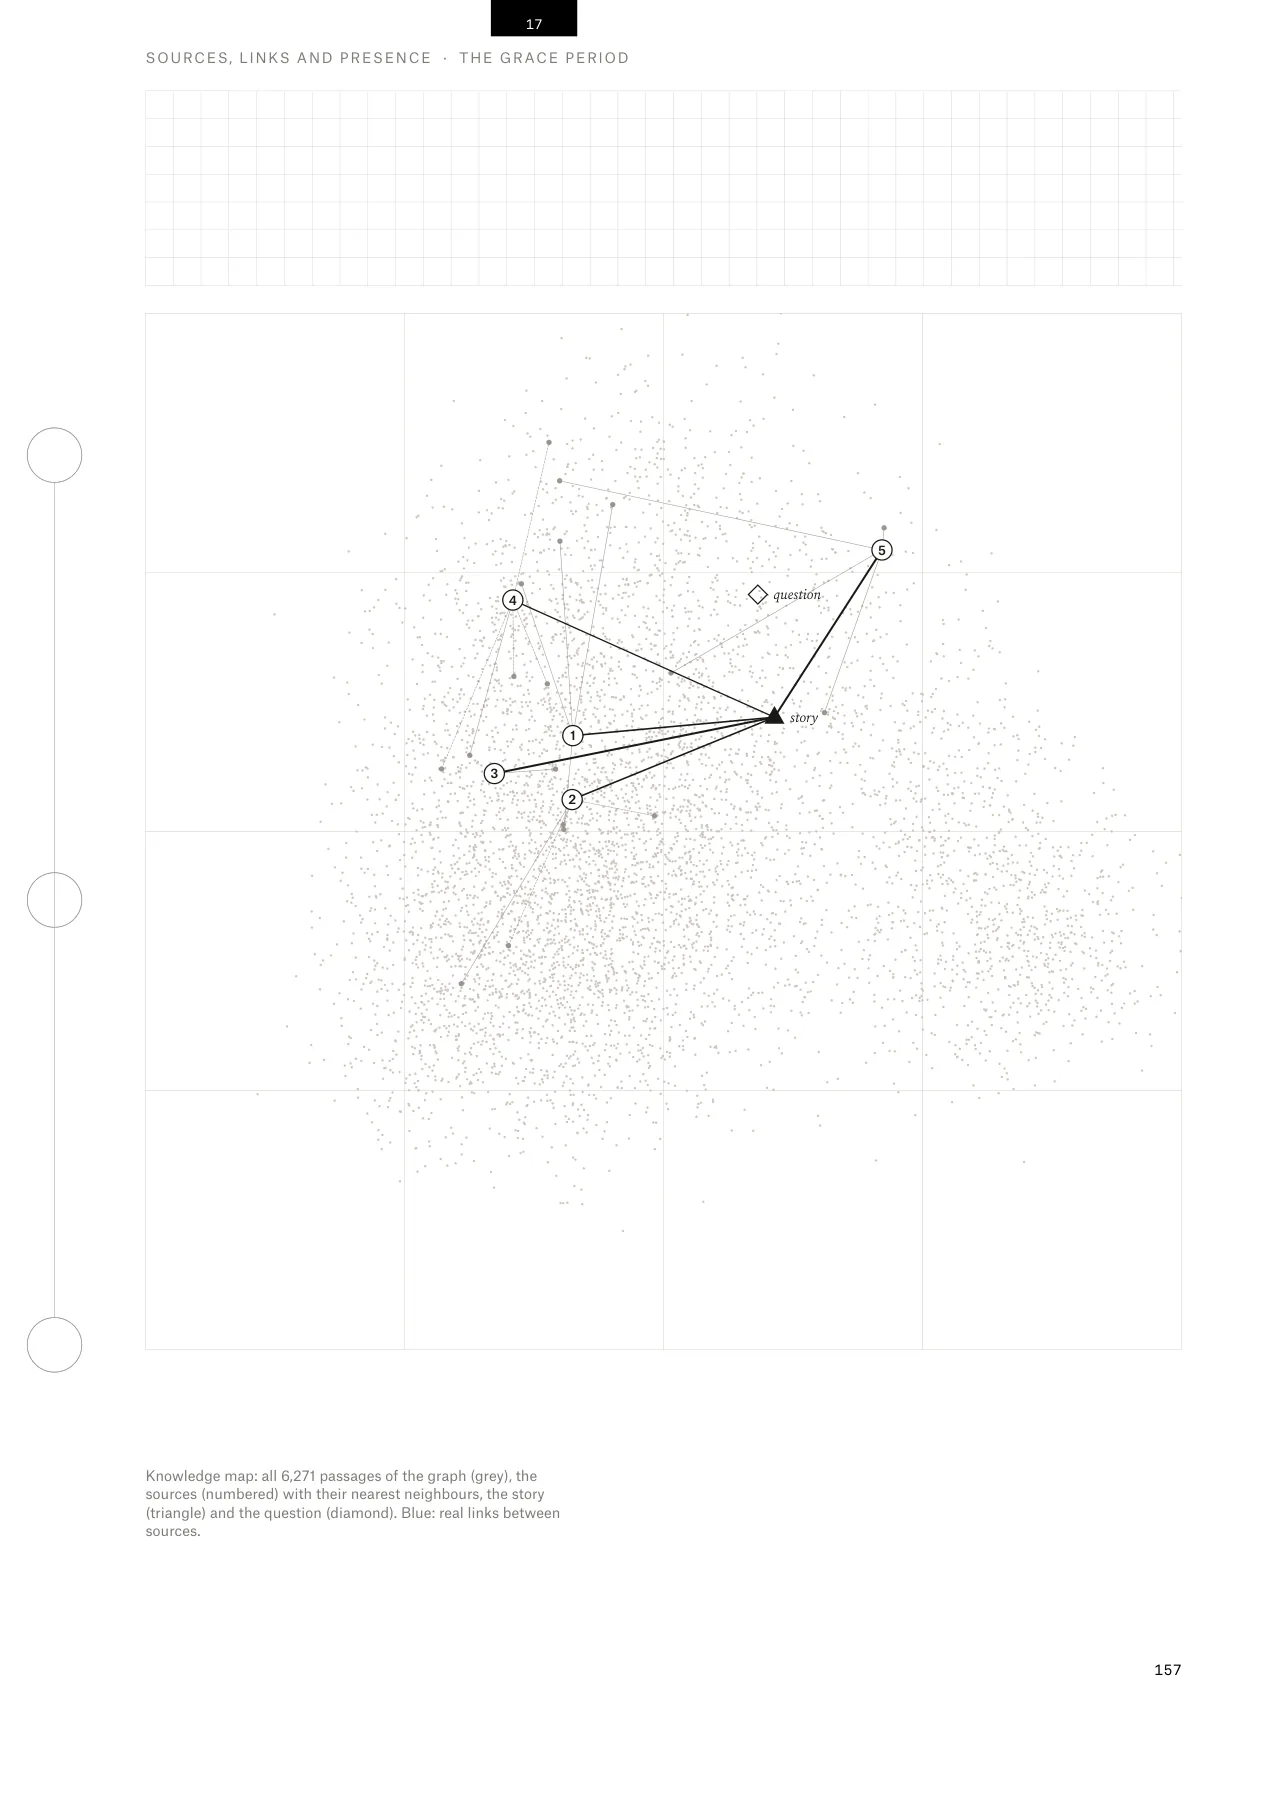 17
SOURCES, LINKS AND PRESENCE · THE GRACE PERIOD
5
question
4
story
1
3
2
Knowledge map: all 6,271 passages of the graph (grey), the
sources (numbered) with their nearest neighbours, the story
(triangle) and the question (diamond). Blue: real links between
sources.
157